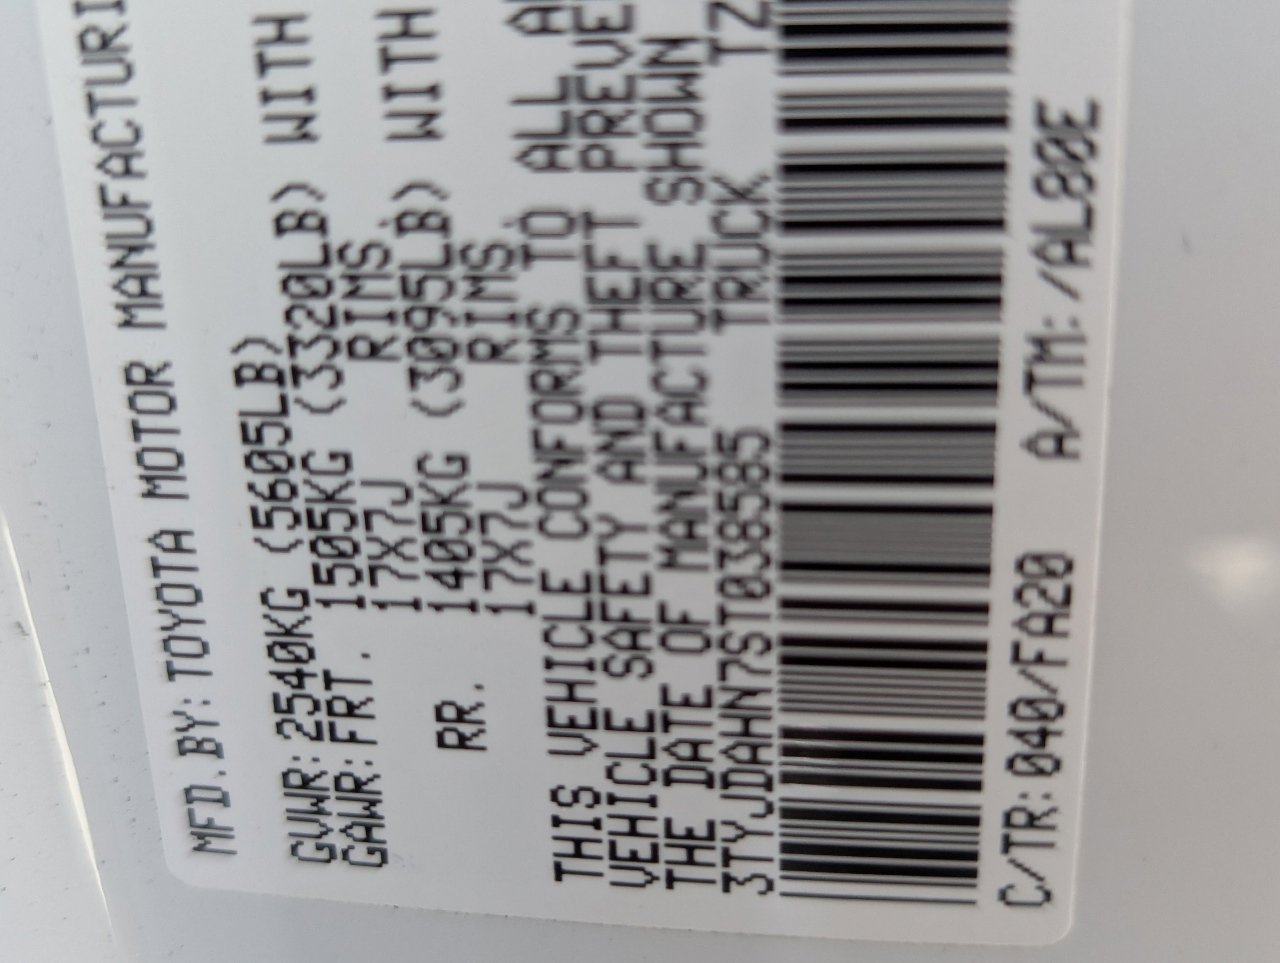 MFD.BY:TOYOTA MOTOR MANUFACTURI
GVWR:2540KG (5605LB)
GAWR:FRT. 1505KG (3320LB) WITH
17X7J RIMS,
RR. 1405KG (3095LB) WITH
17X7J RIMS,
THIS VEHICLE CONFORMS TO ALL A
VEHICLE SAFETY AND THEFT PREVE
THE DATE OF MANUFACTURE SHOWN
3TYJDAHN7ST038585 TRUCK TZ
C/TR:040/FA20 A/TM:/AL80E